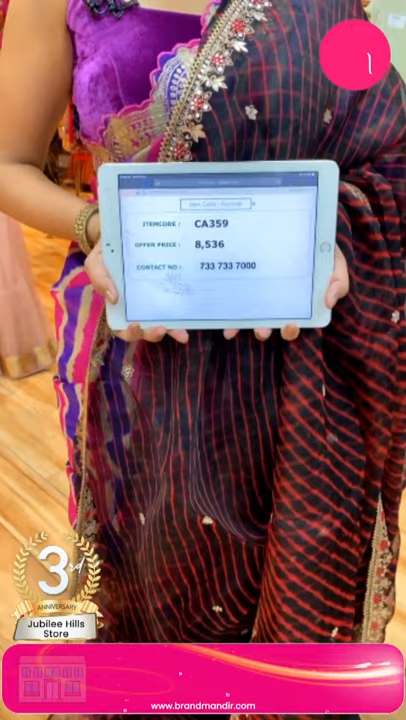 ITEMCODE : CA359
OFFER PRICE : 8,536
CONTACT NO : 733 733 7000
3rd
ANNIVERSARY
Jubilee Hills
Store
www.brandmandir.com